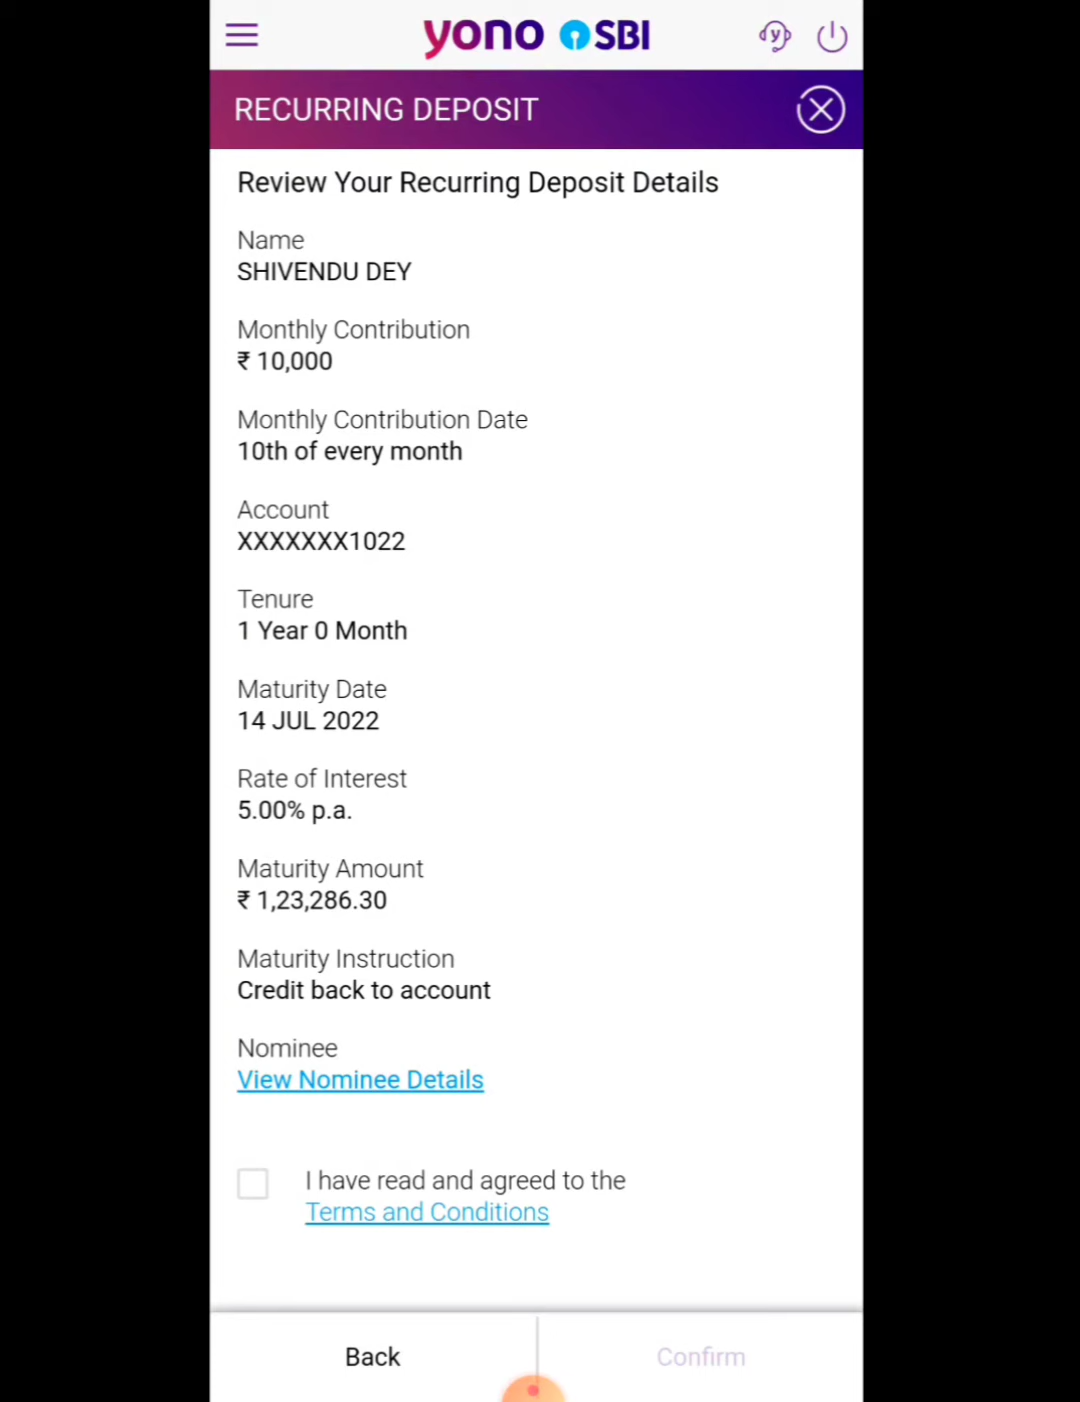 yono SBI
RECURRING DEPOSIT
Review Your Recurring Deposit Details
Name
SHIVENDU DEY
Monthly Contribution
₹ 10,000
Monthly Contribution Date
10th of every month
Account
XXXXXXX1022
Tenure
1 Year 0 Month
Maturity Date
14 JUL 2022
Rate of Interest
5.00% p.a.
Maturity Amount
₹ 1,23,286.30
Maturity Instruction
Credit back to account
Nominee
View Nominee Details
I have read and agreed to the
Terms and Conditions
Back Confirm